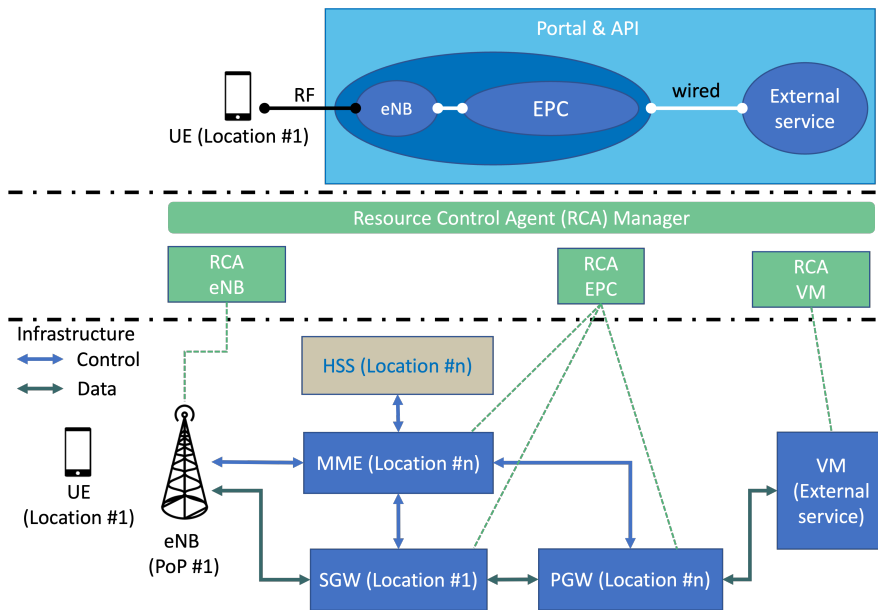 Portal & API
RF
eNB
EPC
wired
External
service
UE (Location #1)
Resource Control Agent (RCA) Manager
RCA
eNB
RCA
EPC
RCA
VM
Infrastructure
Control
Data
HSS (Location #n)
MME (Location #n)
UE
(Location #1)
eNB
(PoP #1)
SGW (Location #1)
PGW (Location #n)
VM
(External
service)